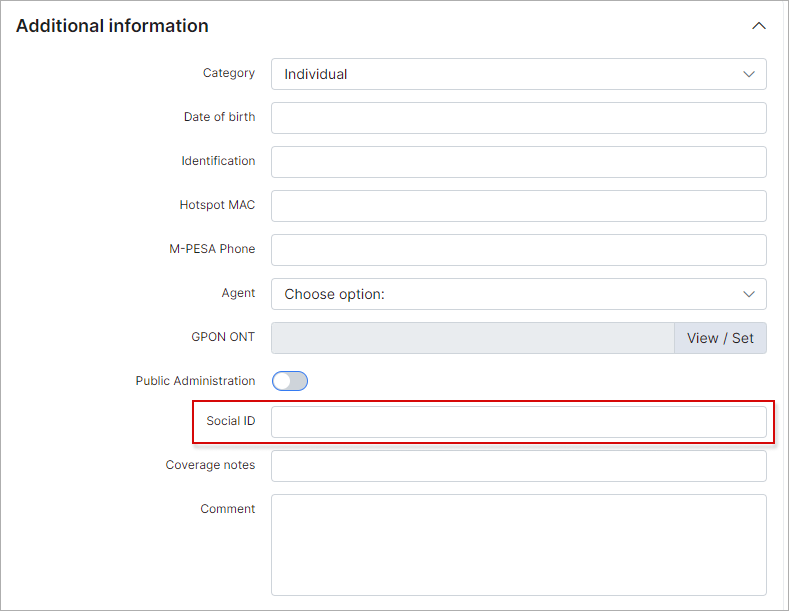 Additional information
Category Individual
Date of birth
Identification
Hotspot MAC
M-PESA Phone
Agent Choose option:
GPON ONT View / Set
Public Administration
Social ID
Coverage notes
Comment